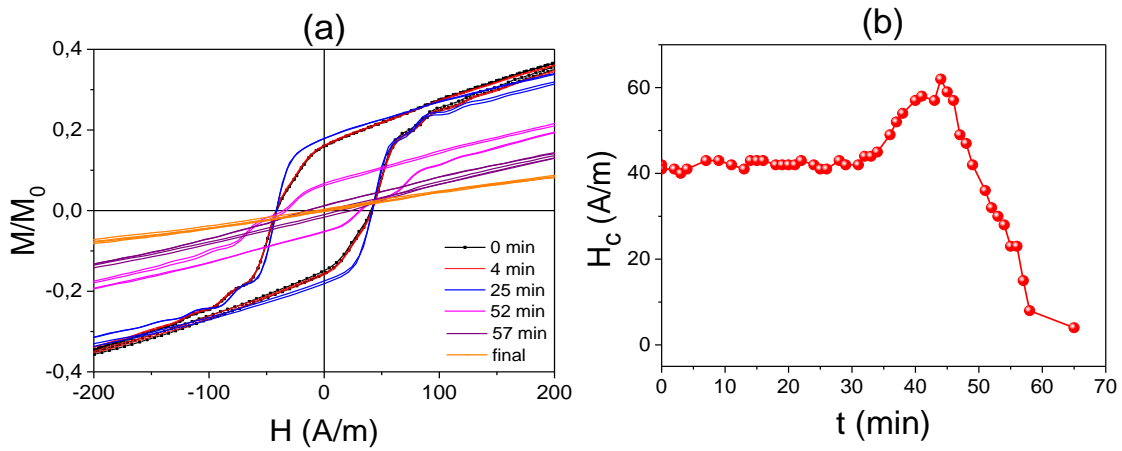 (a)
0,4
0,2
0,0
-0,2
-0,4
M/M0
-200
-100
0
100
200
H (A/m)
0 min
4 min
25 min
52 min
57 min
final
(b)
60
40
20
0
HC (A/m)
0
10
20
30
40
50
60
70
t (min)